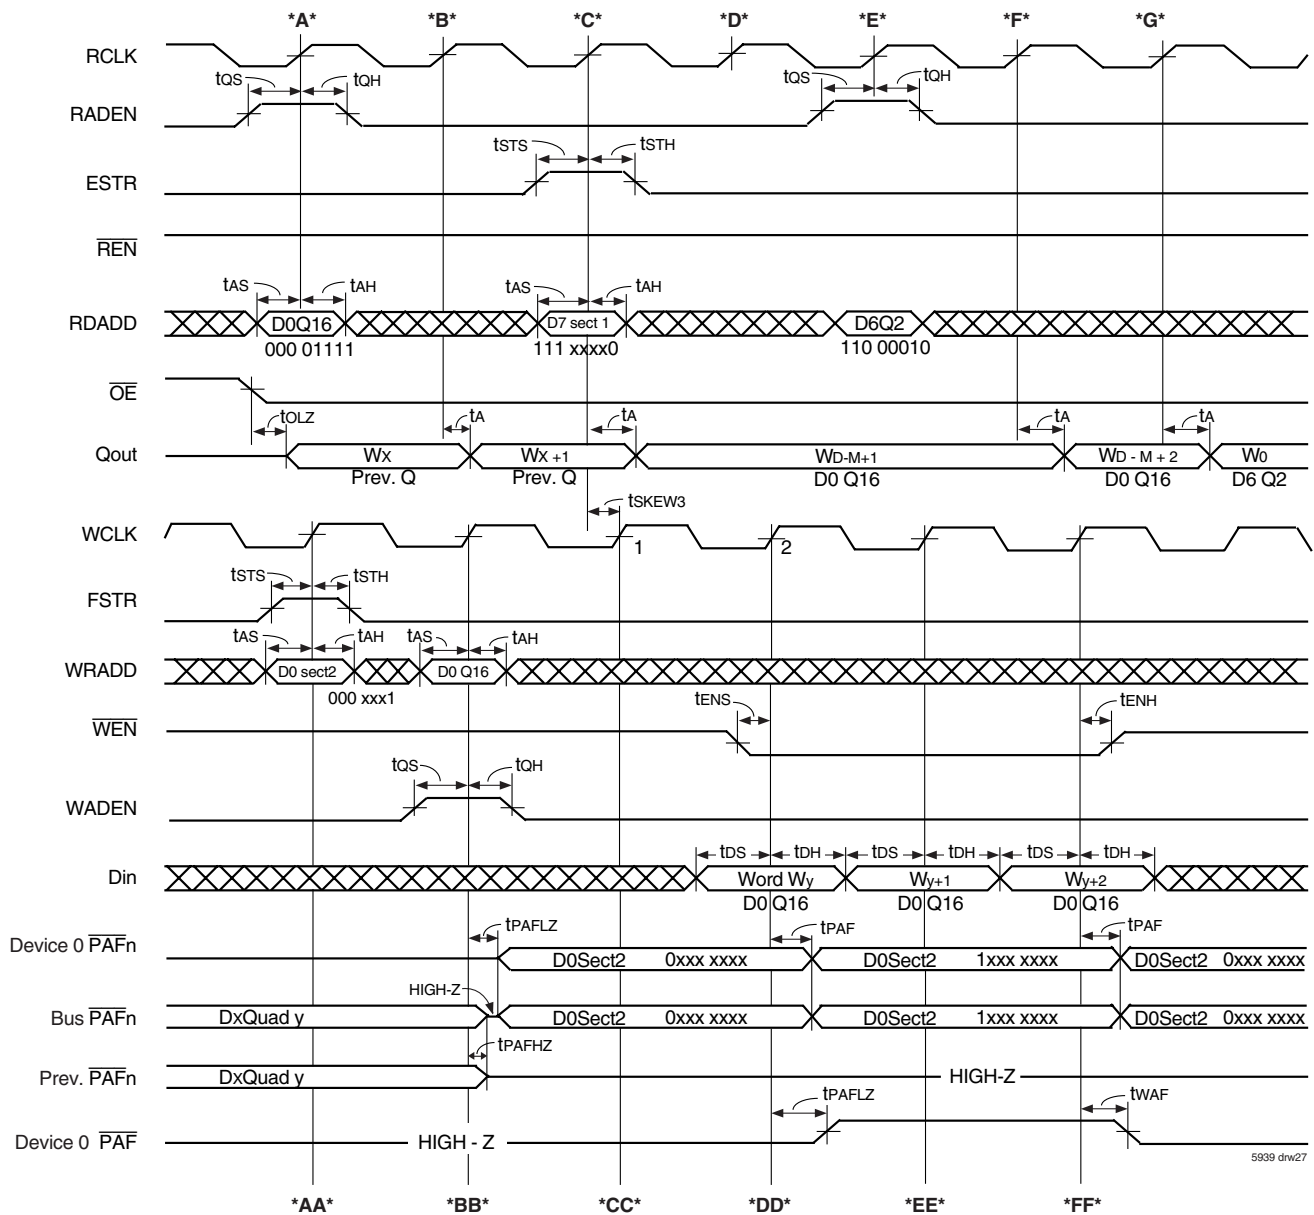 *A* *B* *C* *D* *E* *F* *G*
RCLK
tQS tQH tQS tQH
RADEN
tSTS tSTH
ESTR
REN
tAS tAH tAS tAH
RDADD D0Q16 D7 sect 1 D6Q2
000 01111 111 xxxx0 110 00010
OE
tOLZ tA tA tA tA
Qout WX WX +1 WD-M+1 WD - M + 2 W0
Prev. Q Prev. Q D0 Q16 D0 Q16 D6 Q2
tSKEW3
WCLK 1 2
tSTS tSTH
FSTR
tAS tAH tAS tAH
WRADD D0 sect2 D0 Q16
000 xxx1
tENS tENH
WEN
tQS tQH
WADEN
tDS tDH tDS tDH tDS tDH
Din Word Wy Wy+1 Wy+2
D0 Q16 D0 Q16 D0 Q16
tPAFLZ tPAF tPAF
Device 0 PAFn D0Sect2 0xxx xxxx D0Sect2 1xxx xxxx D0Sect2 0xxx xxxx
HIGH-Z
Bus PAFn DxQuad y D0Sect2 0xxx xxxx D0Sect2 1xxx xxxx D0Sect2 0xxx xxxx
tPAFHZ
Prev. PAFn DxQuad y HIGH-Z
tPAFLZ tWAF
Device 0 PAF HIGH - Z
5939 drw27
*AA* *BB* *CC* *DD* *EE* *FF*